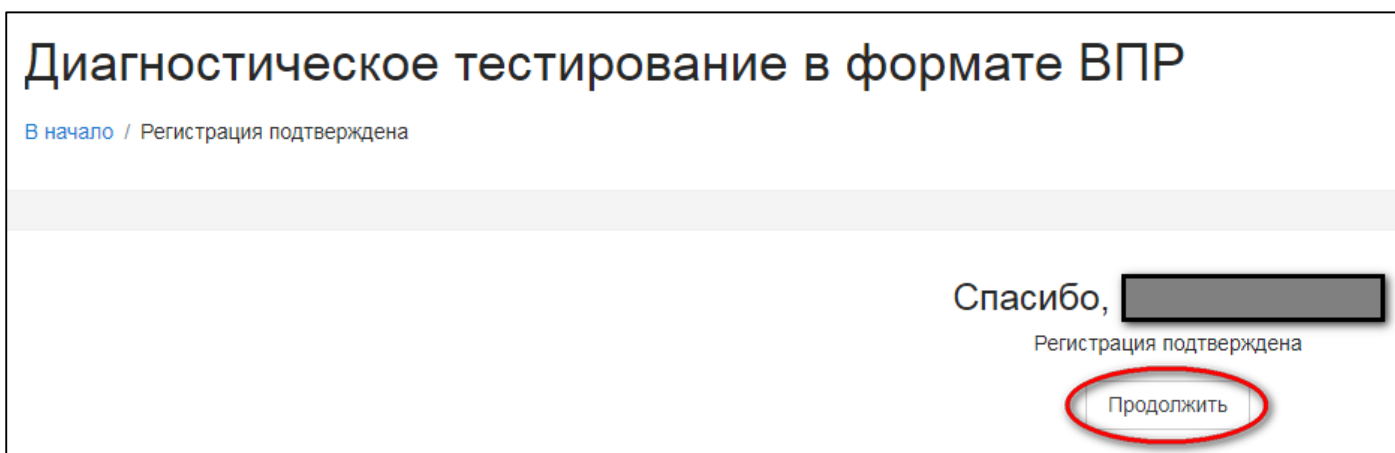 Диагностическое тестирование в формате ВПР
В начало / Регистрация подтверждена
Спасибо,
Регистрация подтверждена
Продолжить